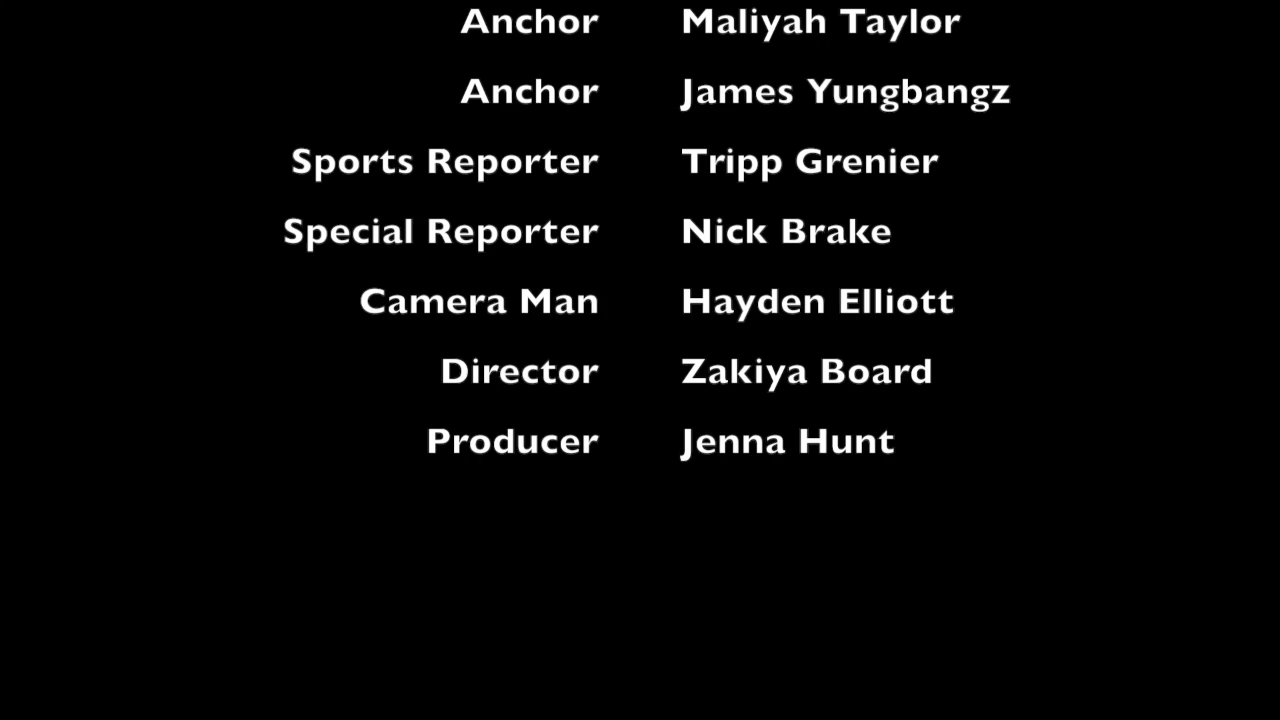 Anchor Maliyah Taylor
Anchor James Yungbangz
Sports Reporter Tripp Grenier
Special Reporter Nick Brake
Camera Man Hayden Elliott
Director Zakiya Board
Producer Jenna Hunt